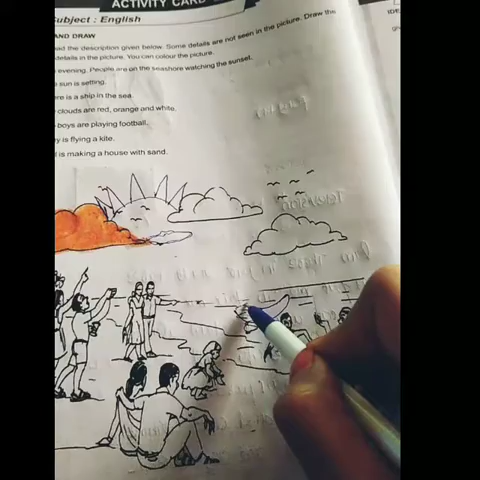 ACTIVITY CARD
ubject : English
AND DRAW
ad the description given below. Some details are not seen in the picture. Draw the
details in the picture. You can colour the picture.
evening. People are on the seashore watching the sunset.
sun is setting.
ere is a ship in the sea.
clouds are red, orange and white.
boys are playing football.
y is flying a kite.
l is making a house with sand.